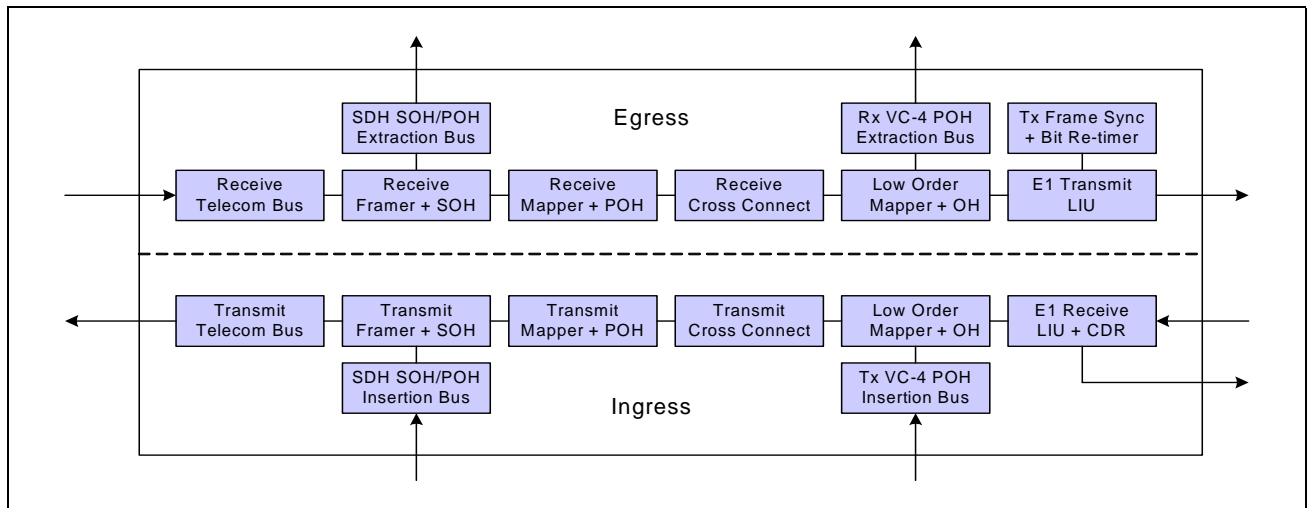 SDH SOH/POH
Extraction Bus
Egress
Rx VC-4 POH
Extraction Bus
Tx Frame Sync
+ Bit Re-timer
Receive
Telecom Bus
Receive
Framer + SOH
Receive
Mapper + POH
Receive
Cross Connect
Low Order
Mapper + OH
E1 Transmit
LIU
Transmit
Telecom Bus
Transmit
Framer + SOH
Transmit
Mapper + POH
Transmit
Cross Connect
Low Order
Mapper + OH
E1 Receive
LIU + CDR
SDH SOH/POH
Insertion Bus
Ingress
Tx VC-4 POH
Insertion Bus